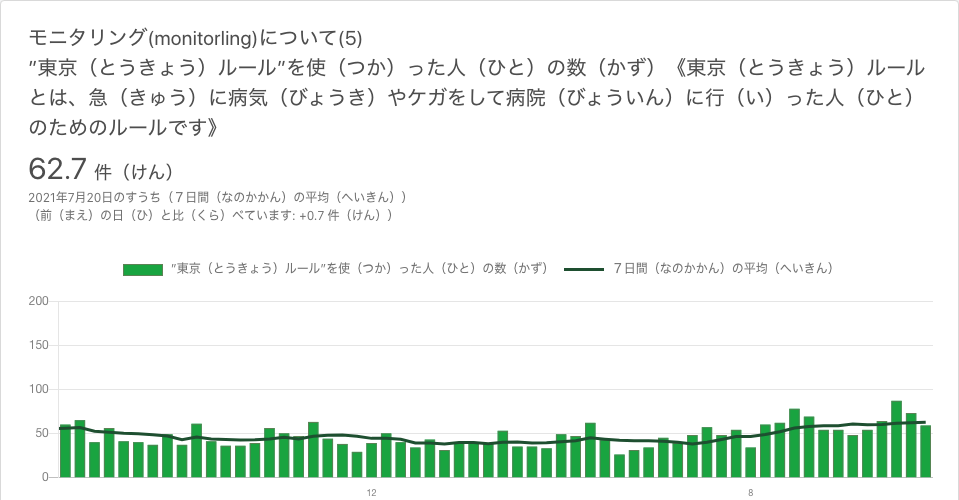 モニタリング(monitorling)について(5)
”東京（とうきょう）ルール”を使（つか）った人（ひと）の数（かず）《東京（とうきょう）ルール
とは、急（きゅう）に病気（びょうき）やケガをして病院（びょういん）に行（い）った人（ひと）
のためのルールです》
62.7 件（けん）
2021年7月20日のすうち（７日間（なのかかん）の平均（へいきん））
（前（まえ）の日（ひ）と比（くら）べています: +0.7 件（けん））
”東京（とうきょう）ルール”を使（つか）った人（ひと）の数（かず） ７日間（なのかかん）の平均（へいきん）
200
150
100
50
0
12 8